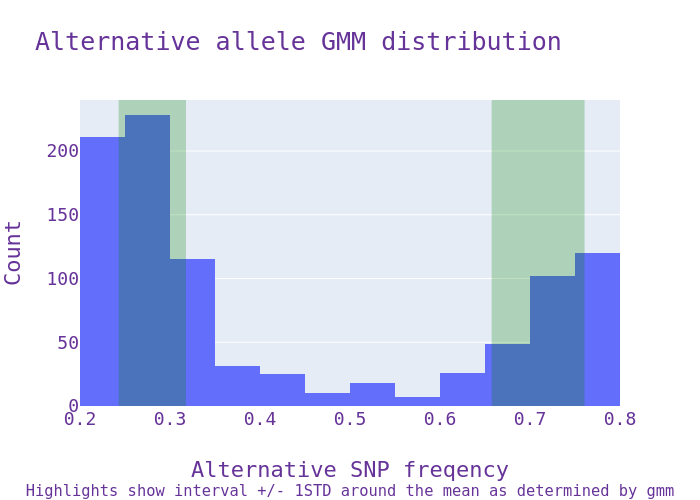 Alternative allele GMM distribution
200
150
100
50
0
Count
0.2 0.3 0.4 0.5 0.6 0.7 0.8
Alternative SNP freqency
Highlights show interval +/- 1STD around the mean as determined by gmm